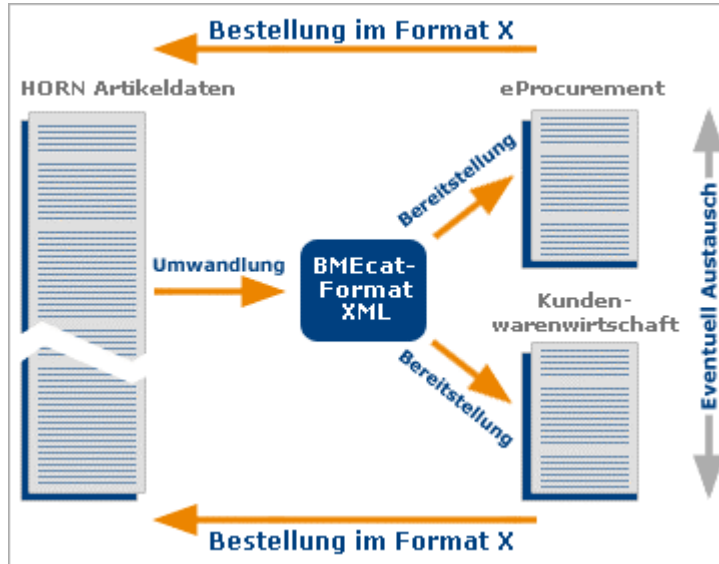 Bestellung im Format X
HORN Artikeldaten
eProcurement
Bereitstellung
Umwandlung
BMEcat-
Format
XML
Eventuell Austausch
Kunden-
warenwirtschaft
Bereitstellung
Bestellung im Format X